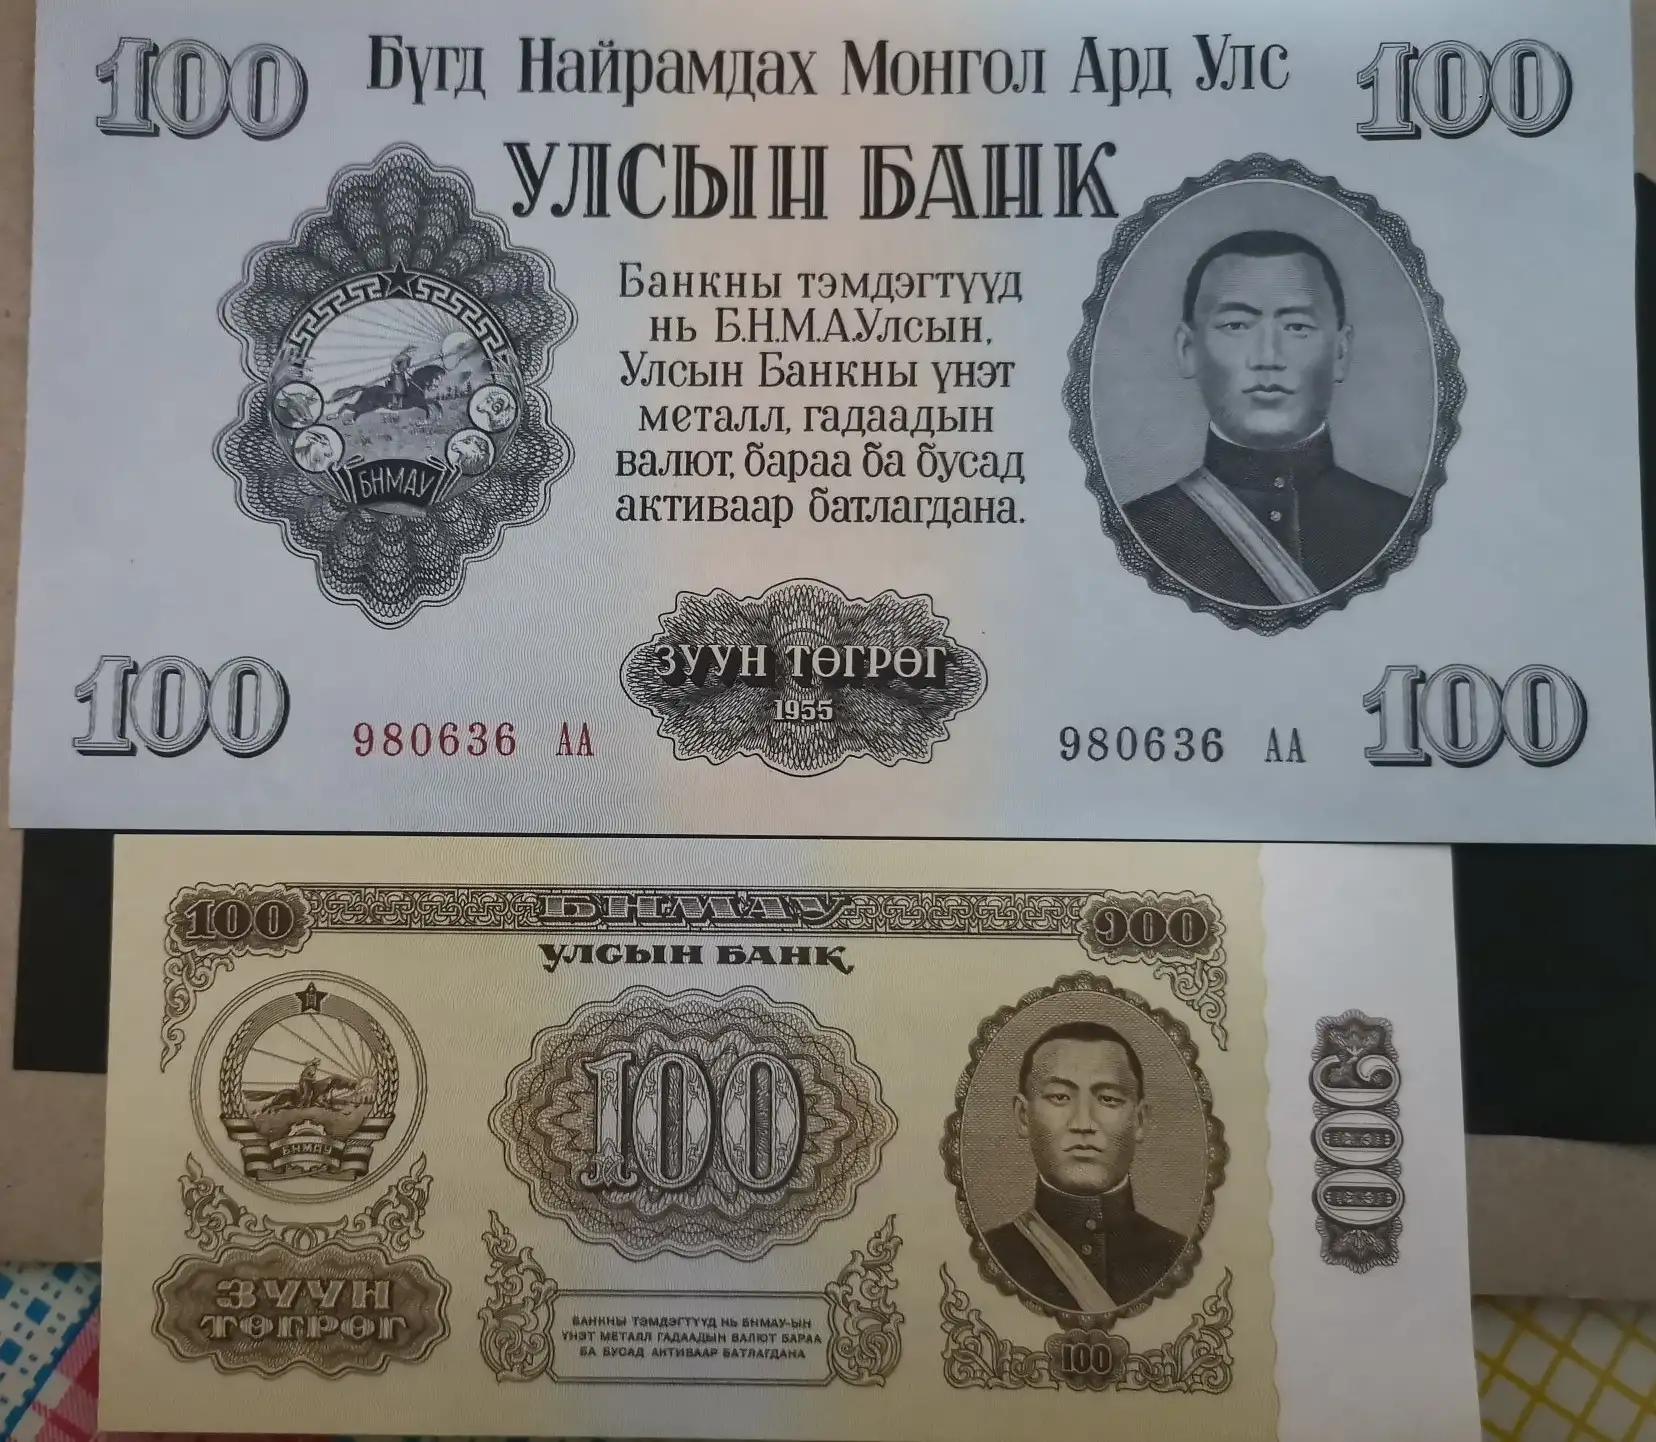 100 Бүгд Найрамдах Монгол Ард Улс 100
УЛСЫН БАНК
Банкны тэмдэгтүүд
нь Б.Н.М.А.Улсын,
Улсын Банкны үнэт
металл, гадаадын
валют, бараа ба бусад
активаар батлагдана.
БНМАУ
ЗУУН ТӨГРӨГ
1955
100 980636 АА 980636 АА 100
100 БНМАУ 100
УЛСЫН БАНК
БНМАУ
100
100
ЗУУН
ТӨГРӨГ
БАНКНЫ ТЭМДЭГТҮҮД НЬ БНМАУ-ЫН
ҮНЭТ МЕТАЛЛ ГАДААДЫН ВАЛЮТ БАРАА
БА БУСАД АКТИВААР БАТЛАГДАНА
100